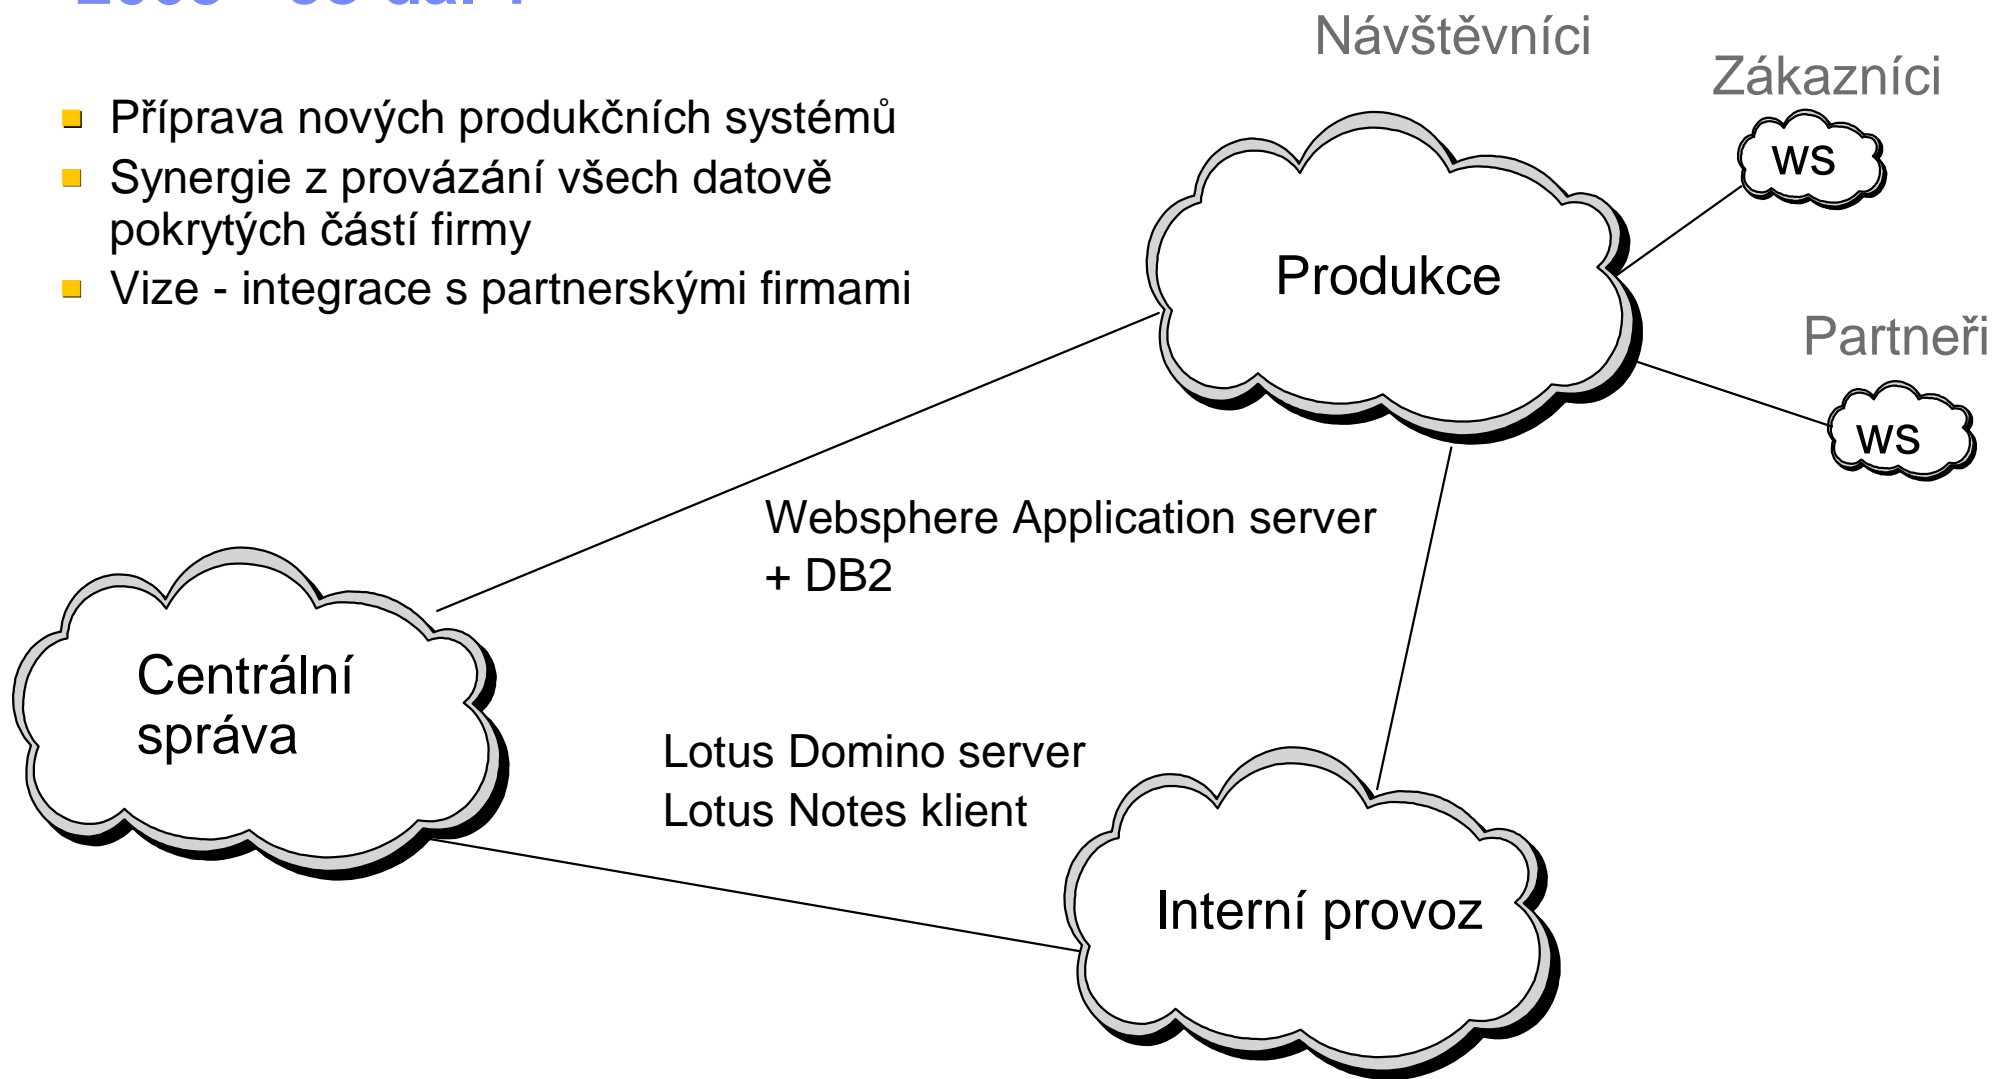 Příprava nových produkčních systémů
Synergie z provázání všech datově
pokrytých částí firmy
Vize - integrace s partnerskými firmami
Návštěvníci
Zákazníci
ws
Produkce
Partneři
ws
Websphere Application server
+ DB2
Centrální
správa
Lotus Domino server
Lotus Notes klient
Interní provoz